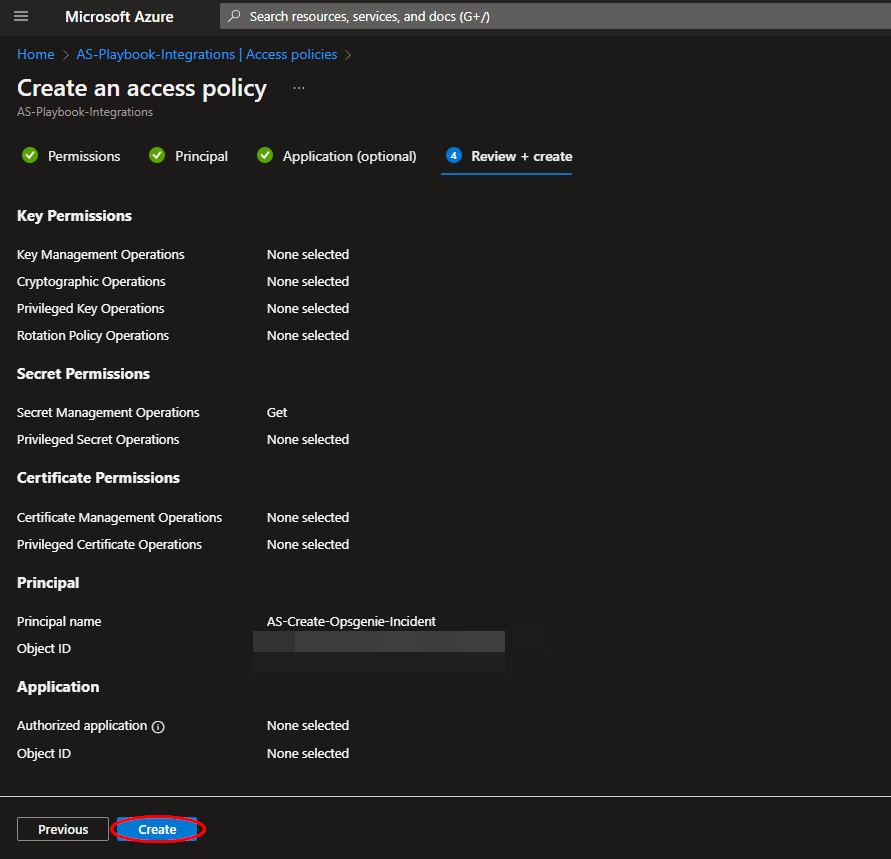 Microsoft Azure
Search resources, services, and docs (G+/)
Home > AS-Playbook-Integrations | Access policies >
Create an access policy ...
AS-Playbook-Integrations
Permissions Principal Application (optional) 4 Review + create
Key Permissions
Key Management Operations None selected
Cryptographic Operations None selected
Privileged Key Operations None selected
Rotation Policy Operations None selected
Secret Permissions
Secret Management Operations Get
Privileged Secret Operations None selected
Certificate Permissions
Certificate Management Operations None selected
Privileged Certificate Operations None selected
Principal
Principal name AS-Create-Opsgenie-Incident
Object ID
Application
Authorized application None selected
Object ID None selected
Previous Create